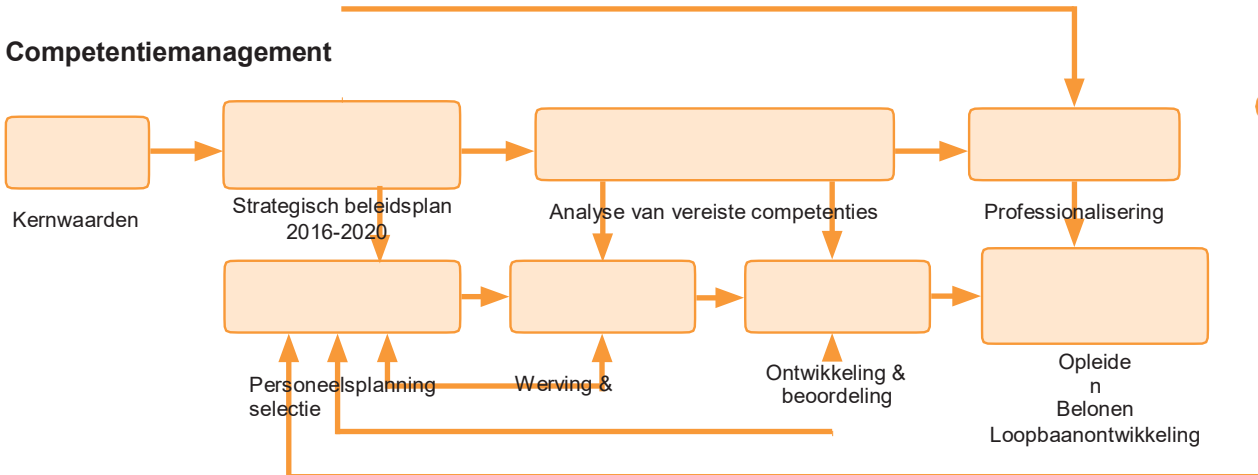 Competentiemanagement
Kernwaarden
Strategisch beleidsplan
2016-2020
Analyse van vereiste competenties
Professionalisering
Personeelsplanning
selectie
Werving &
Ontwikkeling &
beoordeling
Opleide
n
Belonen
Loopbaanontwikkeling